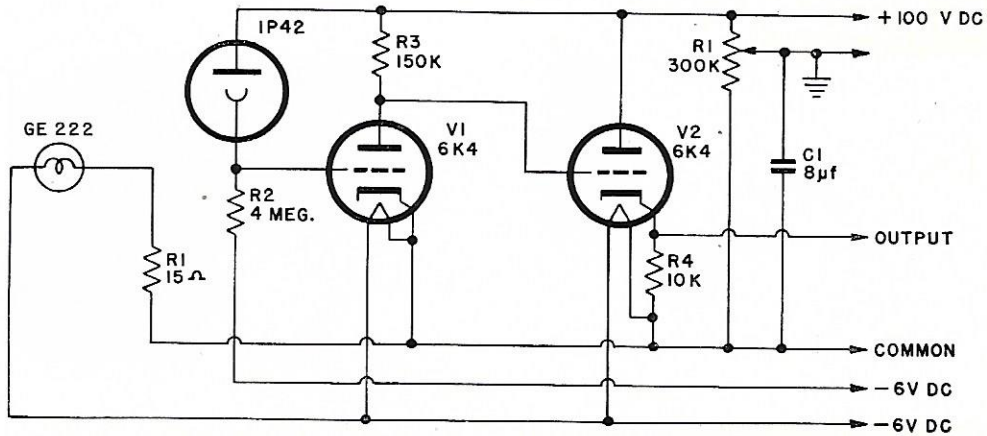 +100 V DC
1P42
R3
150K
R1
300K
GE 222
V1
6K4
V2
6K4
C1
8µf
R2
4 MEG.
OUTPUT
R1
15Ω
R4
10K
COMMON
-6V DC
-6V DC